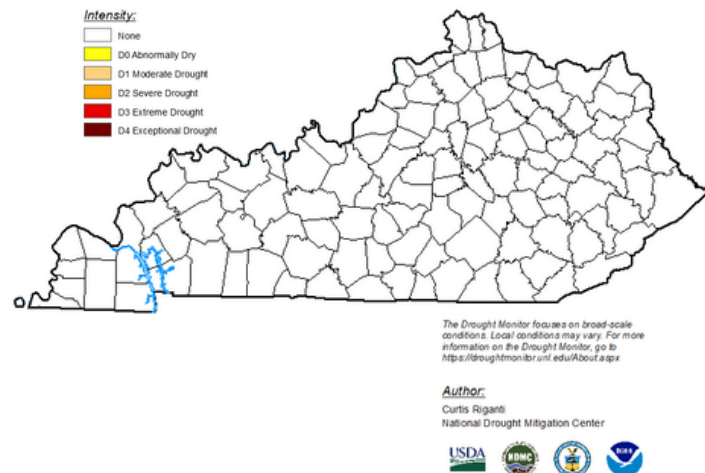 Intensity:
None
D0 Abnormally Dry
D1 Moderate Drought
D2 Severe Drought
D3 Extreme Drought
D4 Exceptional Drought
The Drought Monitor focuses on broad-scale
conditions. Local conditions may vary. For more
information on the Drought Monitor, go to
https://droughtmonitor.unl.edu/About.aspx
Author:
Curtis Riganti
National Drought Mitigation Center
USDA
NDMC
NOAA